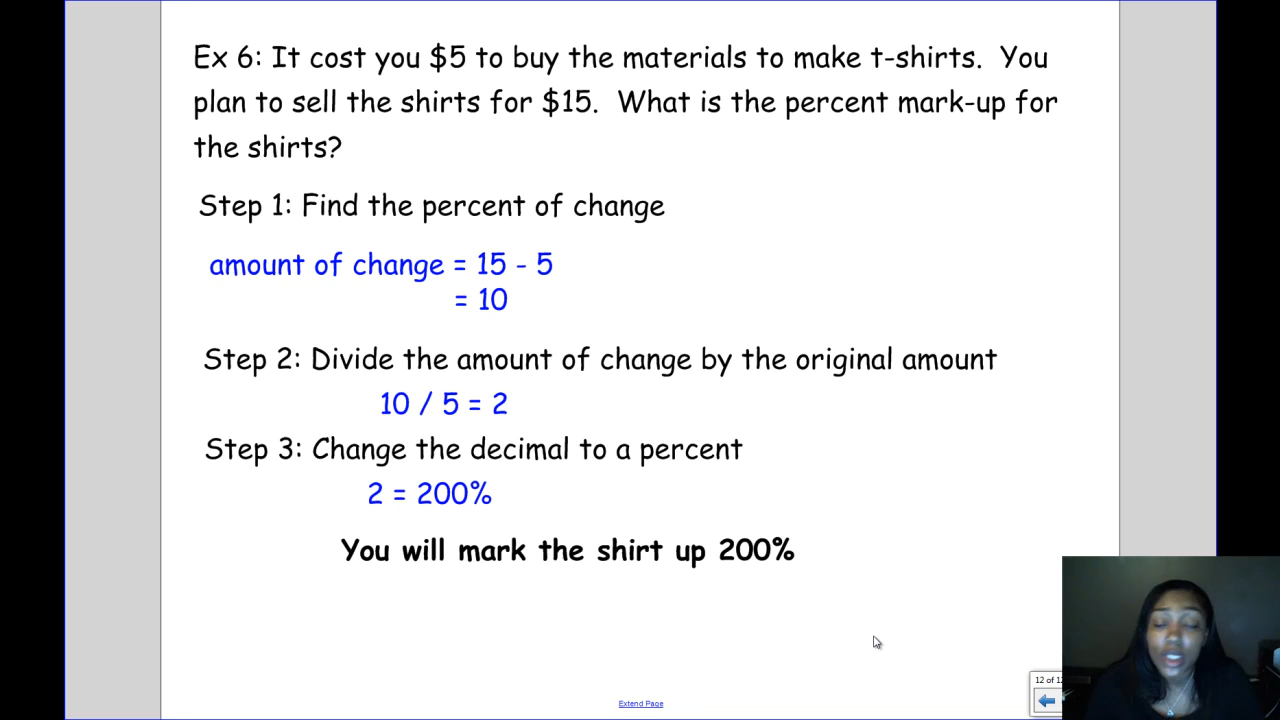 Ex 6: It cost you $5 to buy the materials to make t-shirts. You
plan to sell the shirts for $15. What is the percent mark-up for
the shirts?
Step 1: Find the percent of change
amount of change = 15 - 5
= 10
Step 2: Divide the amount of change by the original amount
10 / 5 = 2
Step 3: Change the decimal to a percent
2 = 200%
You will mark the shirt up 200%
12 of
Extend Page